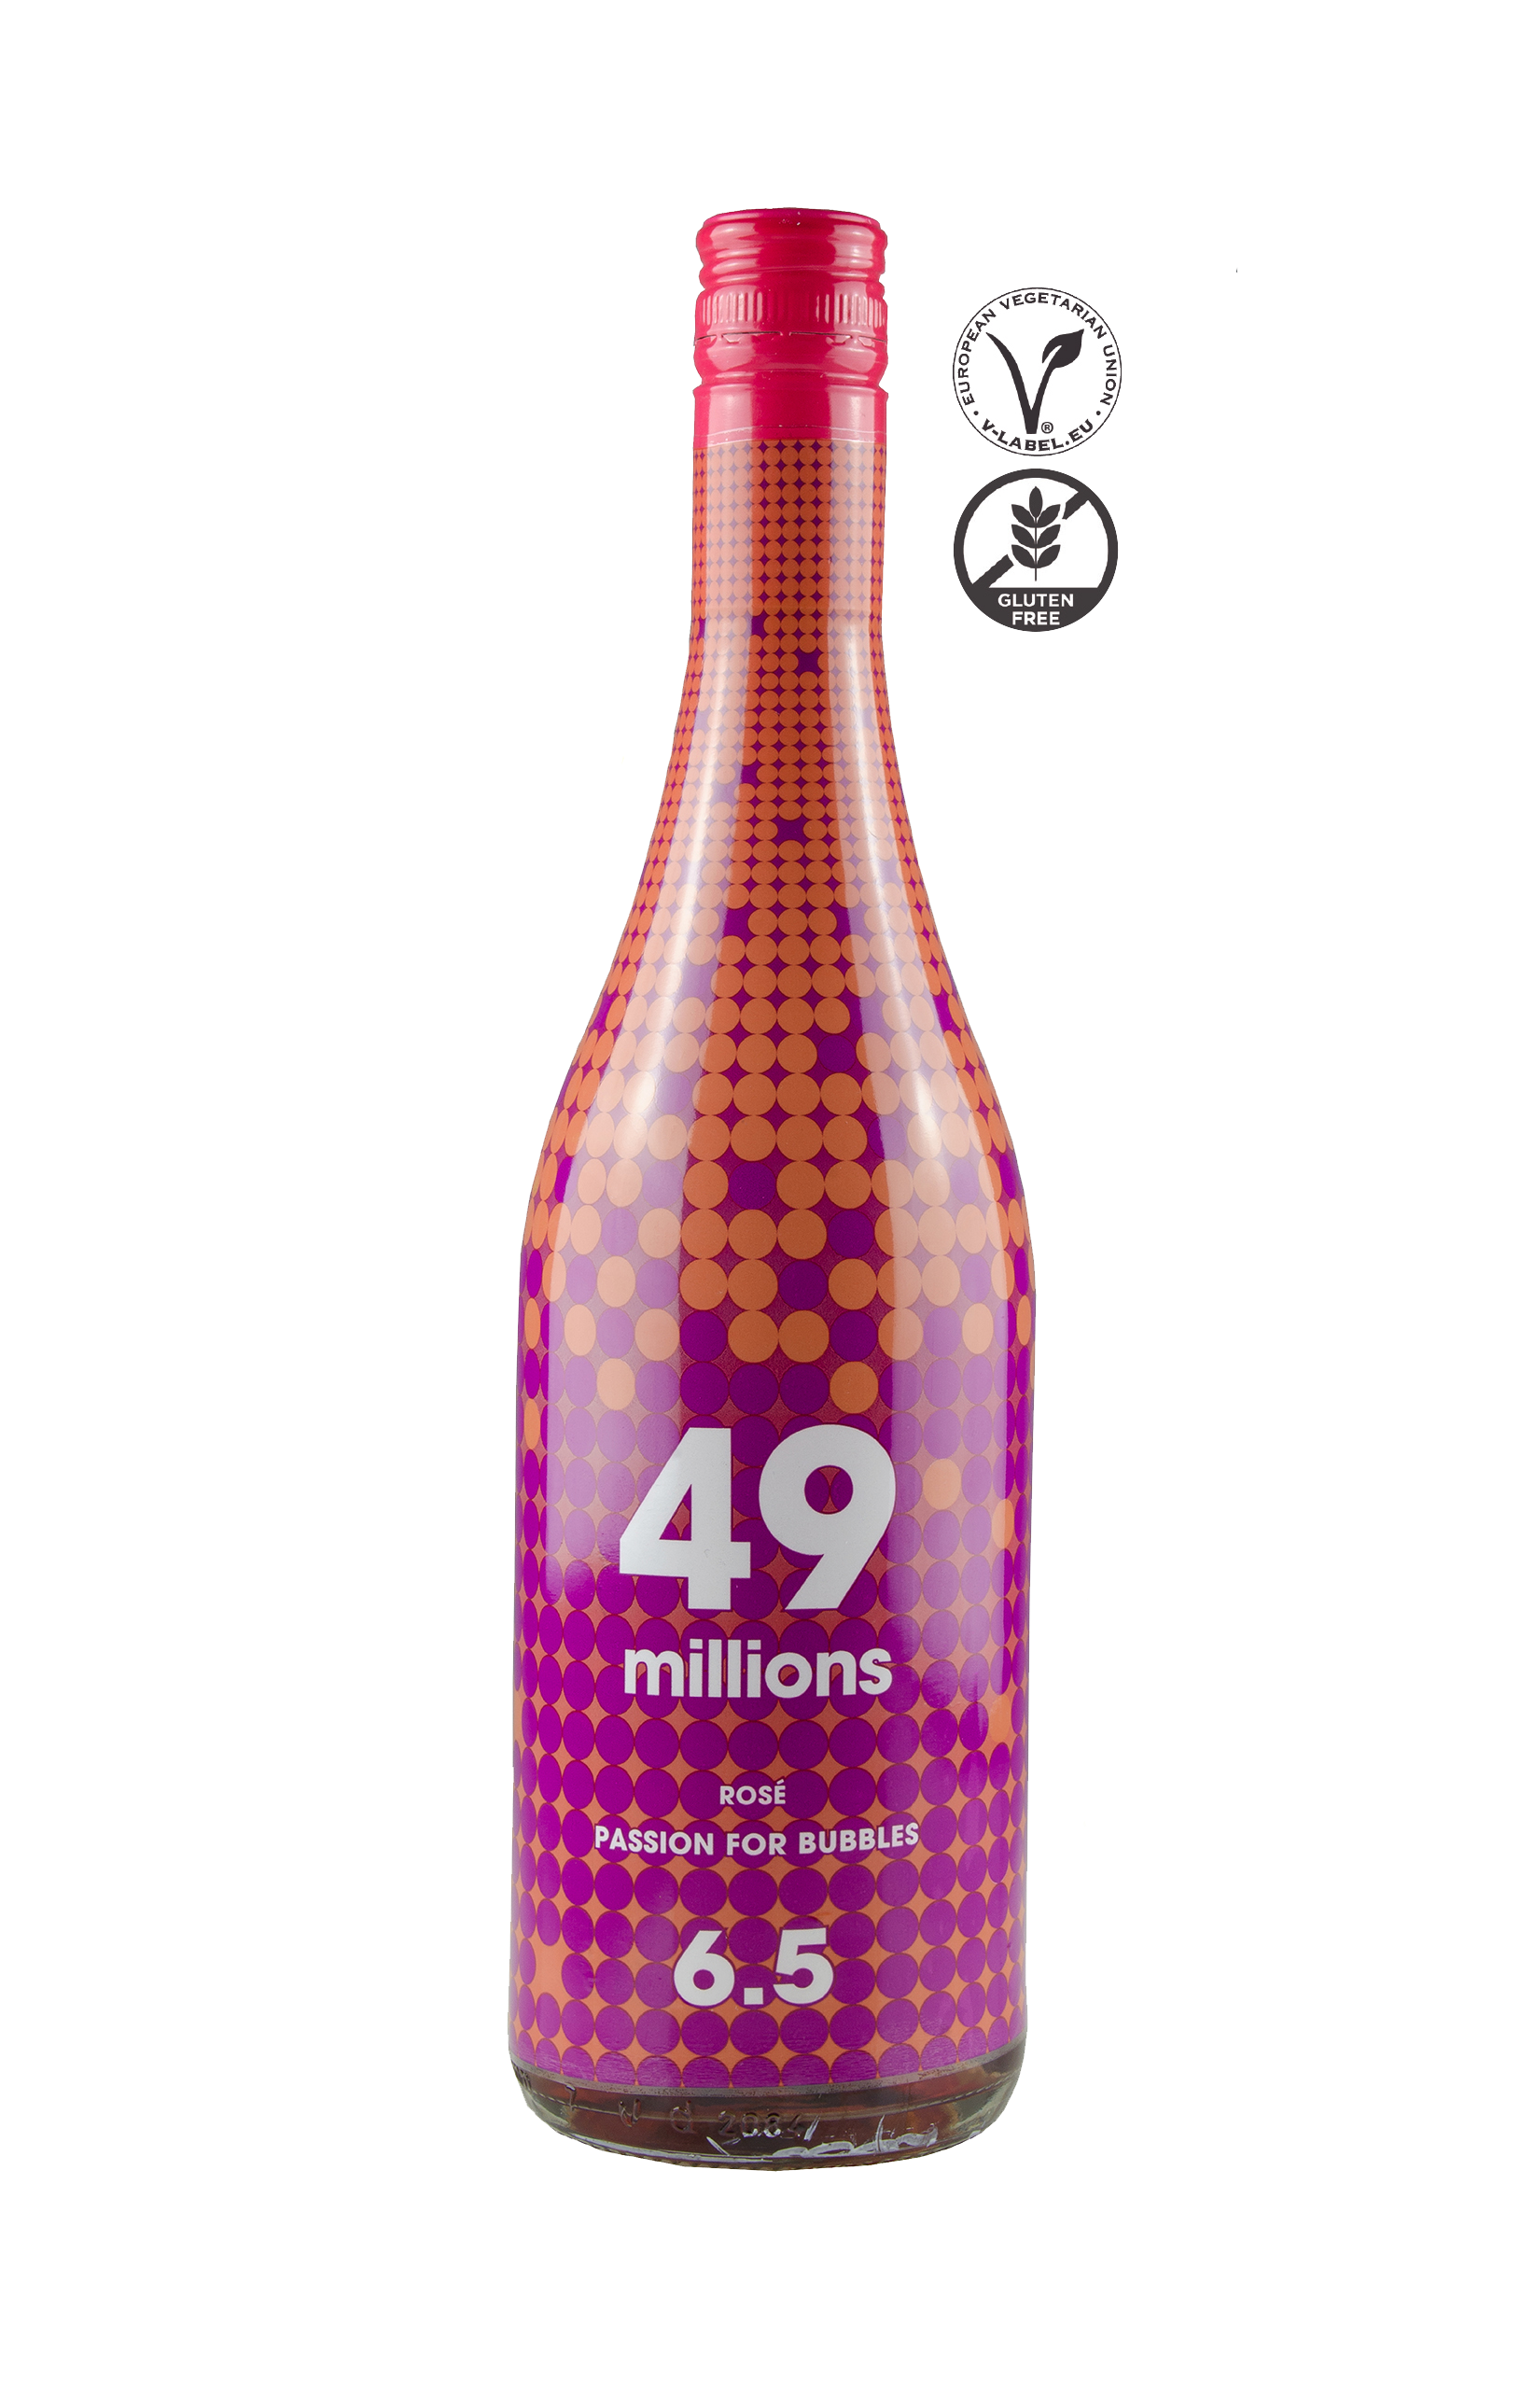 EUROPEAN VEGETARIAN UNION
V-LABEL.EU
®
GLUTEN
FREE
49
millions
ROSÉ
PASSION FOR BUBBLES
6.5